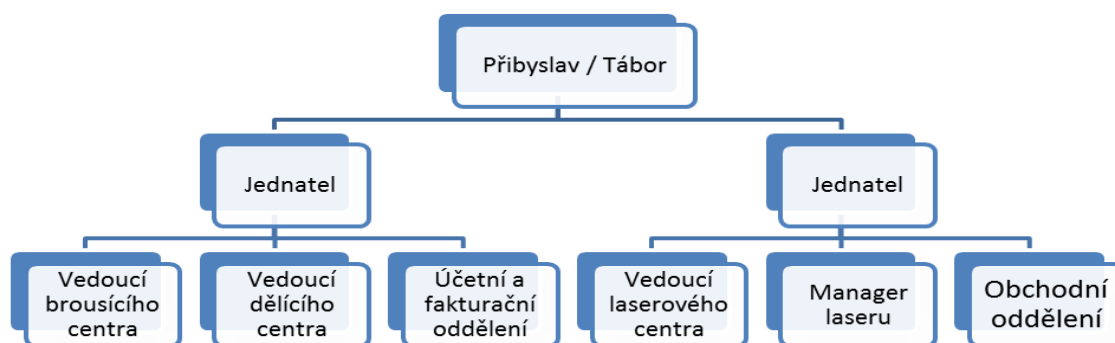 Přibyslav / Tábor
Jednatel
Jednatel
Vedoucí
brousícího
centra
Vedoucí
dělícího
centra
Účetní a
fakturační
oddělení
Vedoucí
laserového
centra
Manager
laseru
Obchodní
oddělení